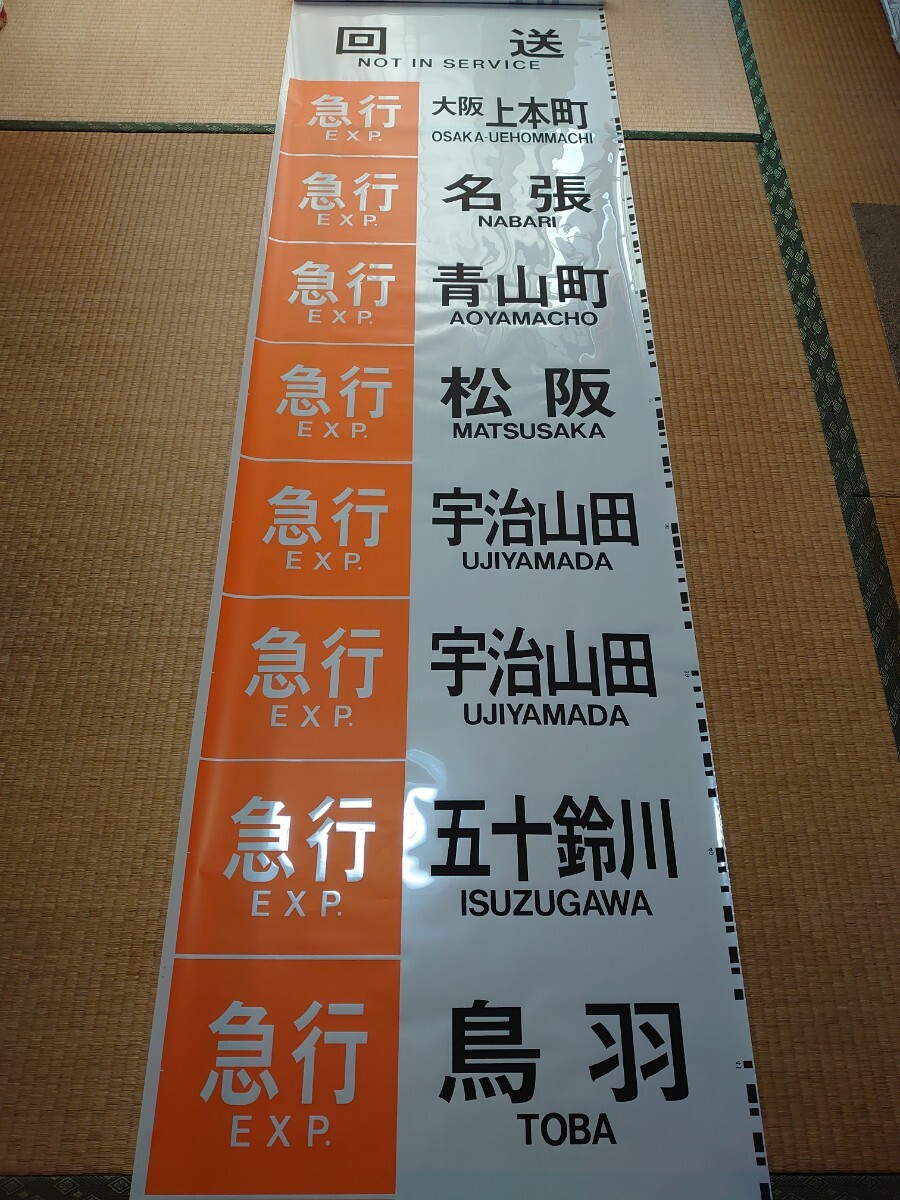 回 送
NOT IN SERVICE
急行 大阪上本町
EXP. OSAKA-UEHOMMACHI
急行 名張
EXP. NABARI
急行 青山町
EXP. AOYAMACHO
急行 松阪
EXP. MATSUSAKA
急行 宇治山田
EXP. UJIYAMADA
急行 宇治山田
EXP. UJIYAMADA
急行 五十鈴川
EXP. ISUZUGAWA
急行 鳥羽
EXP. TOBA